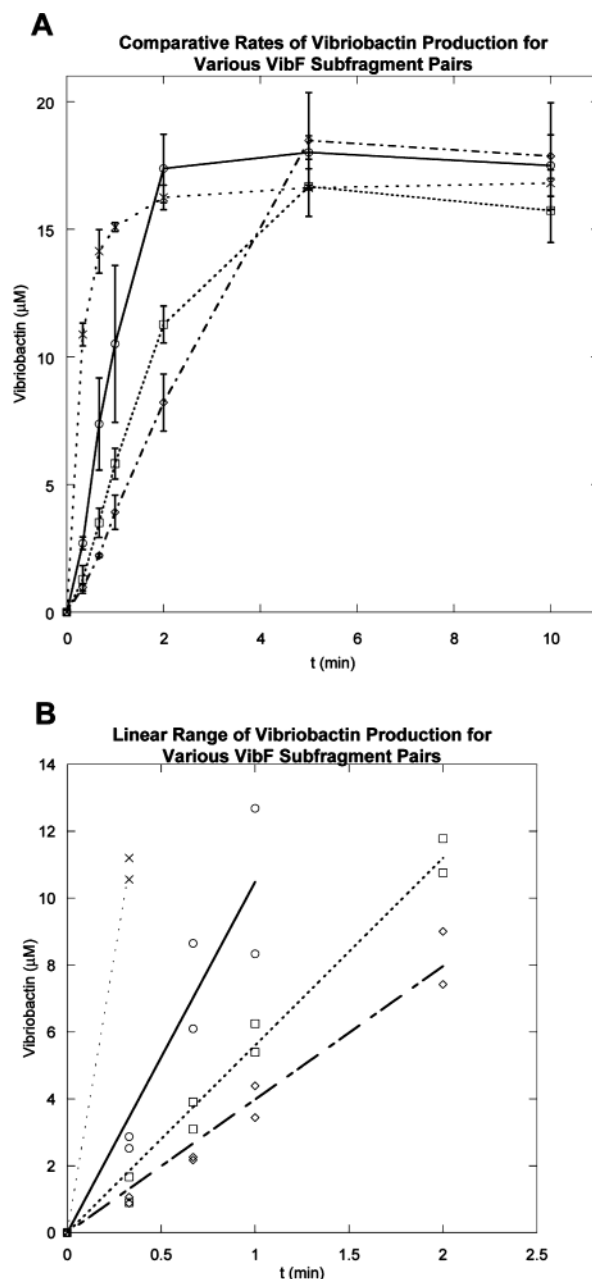 A
Comparative Rates of Vibriobactin Production for
Various VibF Subfragment Pairs
20
15
10
5
0
Vibriobactin (μM)
0 2 4 6 8 10
t (min)
B
Linear Range of Vibriobactin Production for
Various VibF Subfragment Pairs
14
12
10
8
6
4
2
0
Vibriobactin (μM)
0 0.5 1 1.5 2 2.5
t (min)